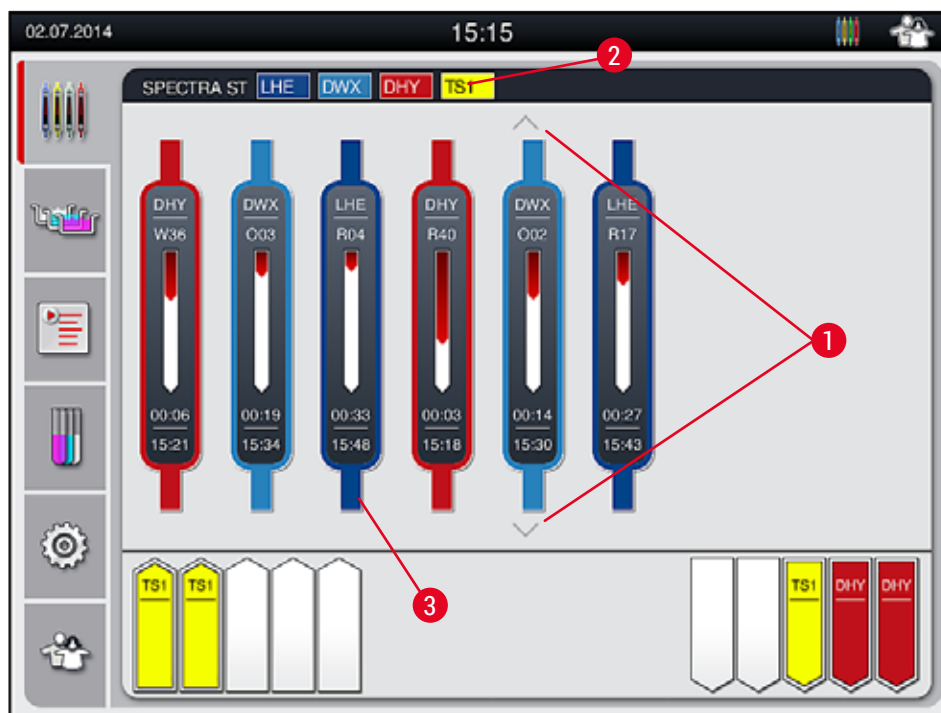 02.07.2014 15:15
2
SPECTRA ST LHE DWX DHY TS1
DHY DWX LHE DHY DWX LHE
W36 O03 R04 R40 O02 R17
1
00:06 00:19 00:33 00:03 00:14 00:27
15:21 15:34 15:48 15:18 15:30 15:43
TS1 TS1 TS1 DHY DHY
3